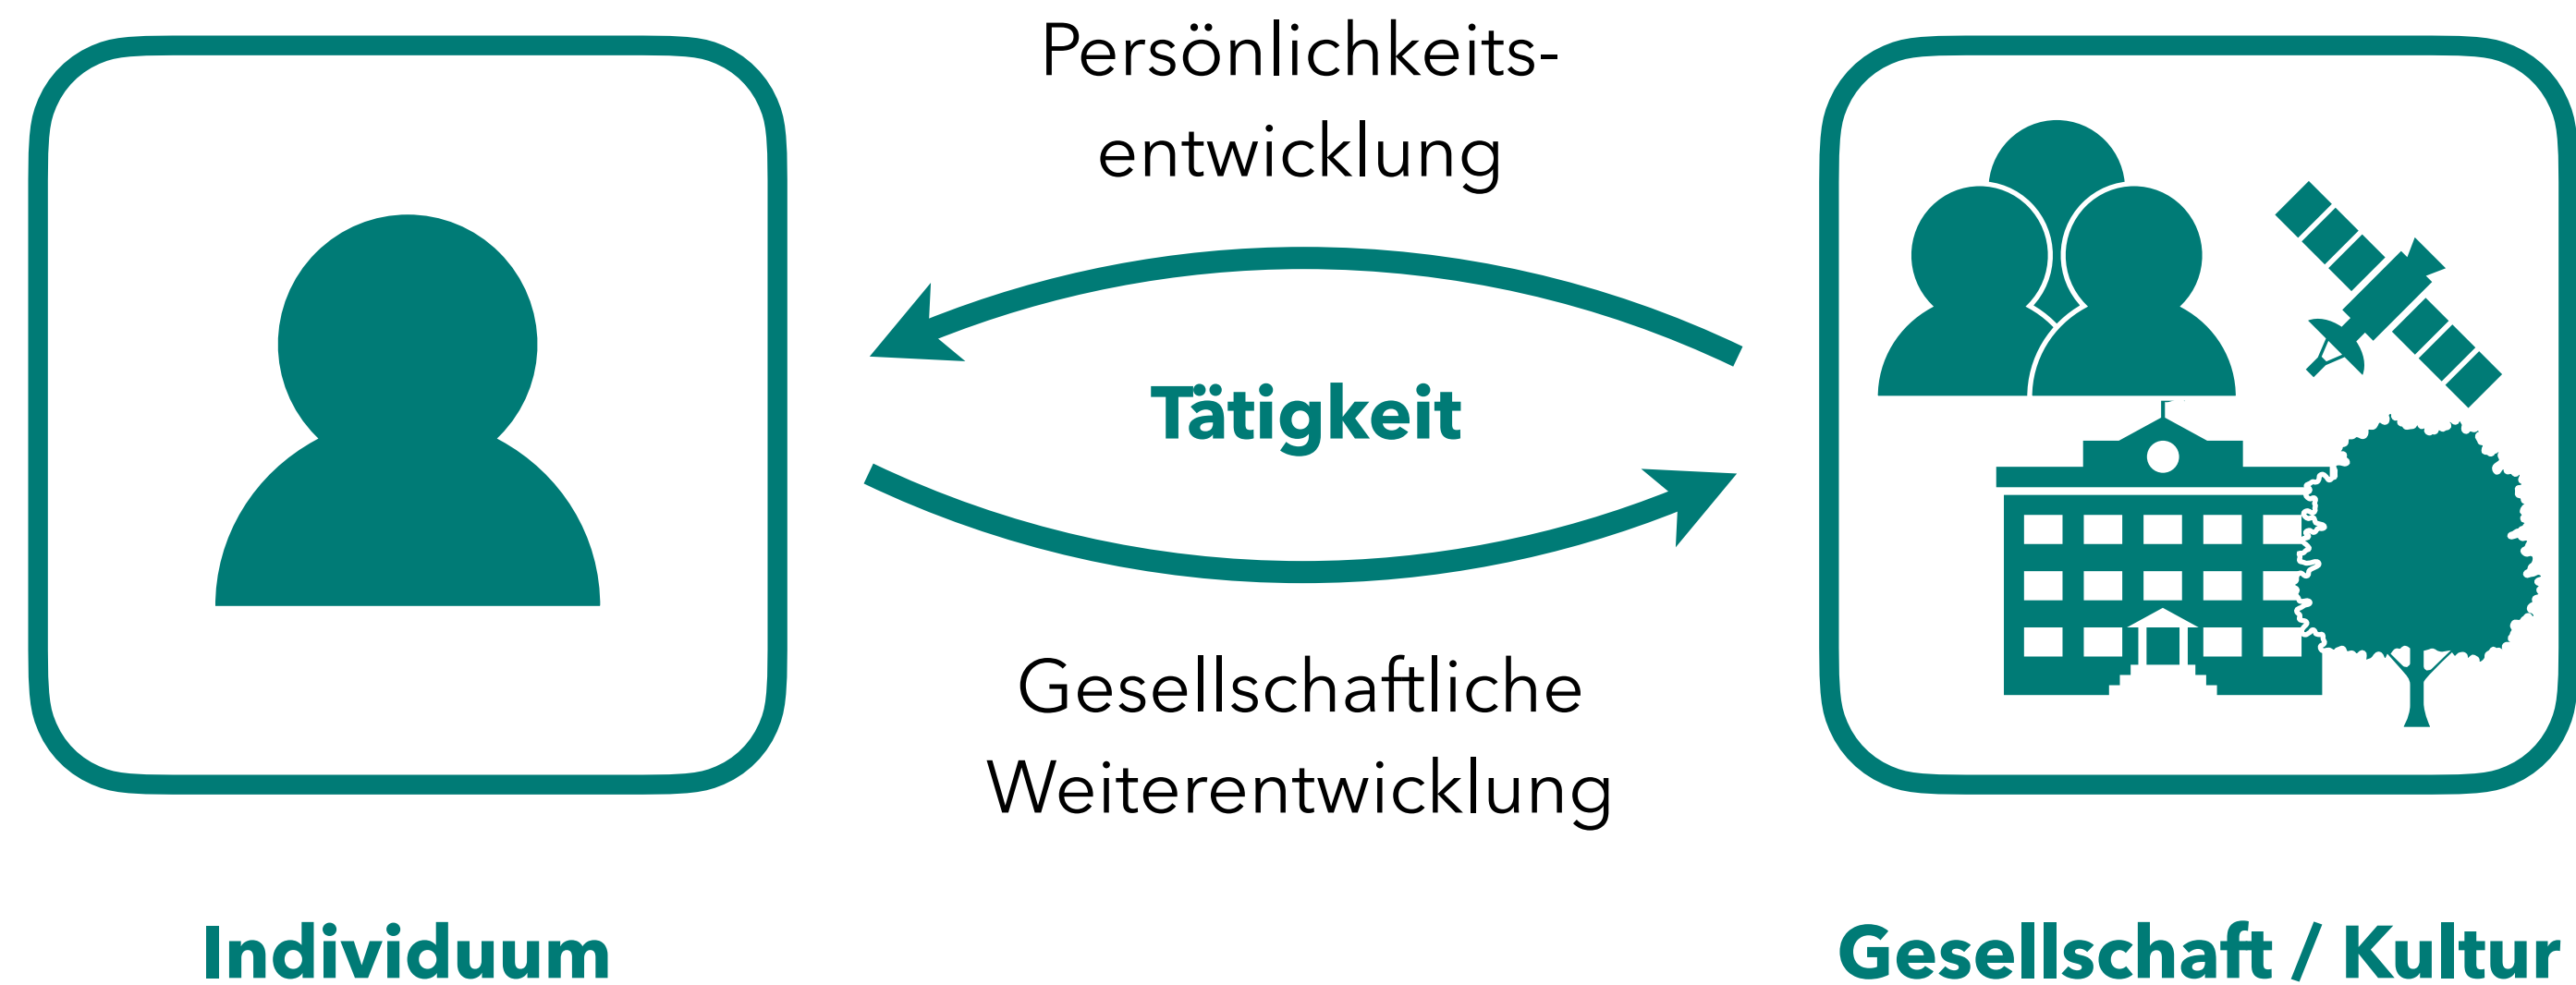 Persönlichkeits-
entwicklung
Tätigkeit
Gesellschaftliche
Weiterentwicklung
Individuum
Gesellschaft / Kultur